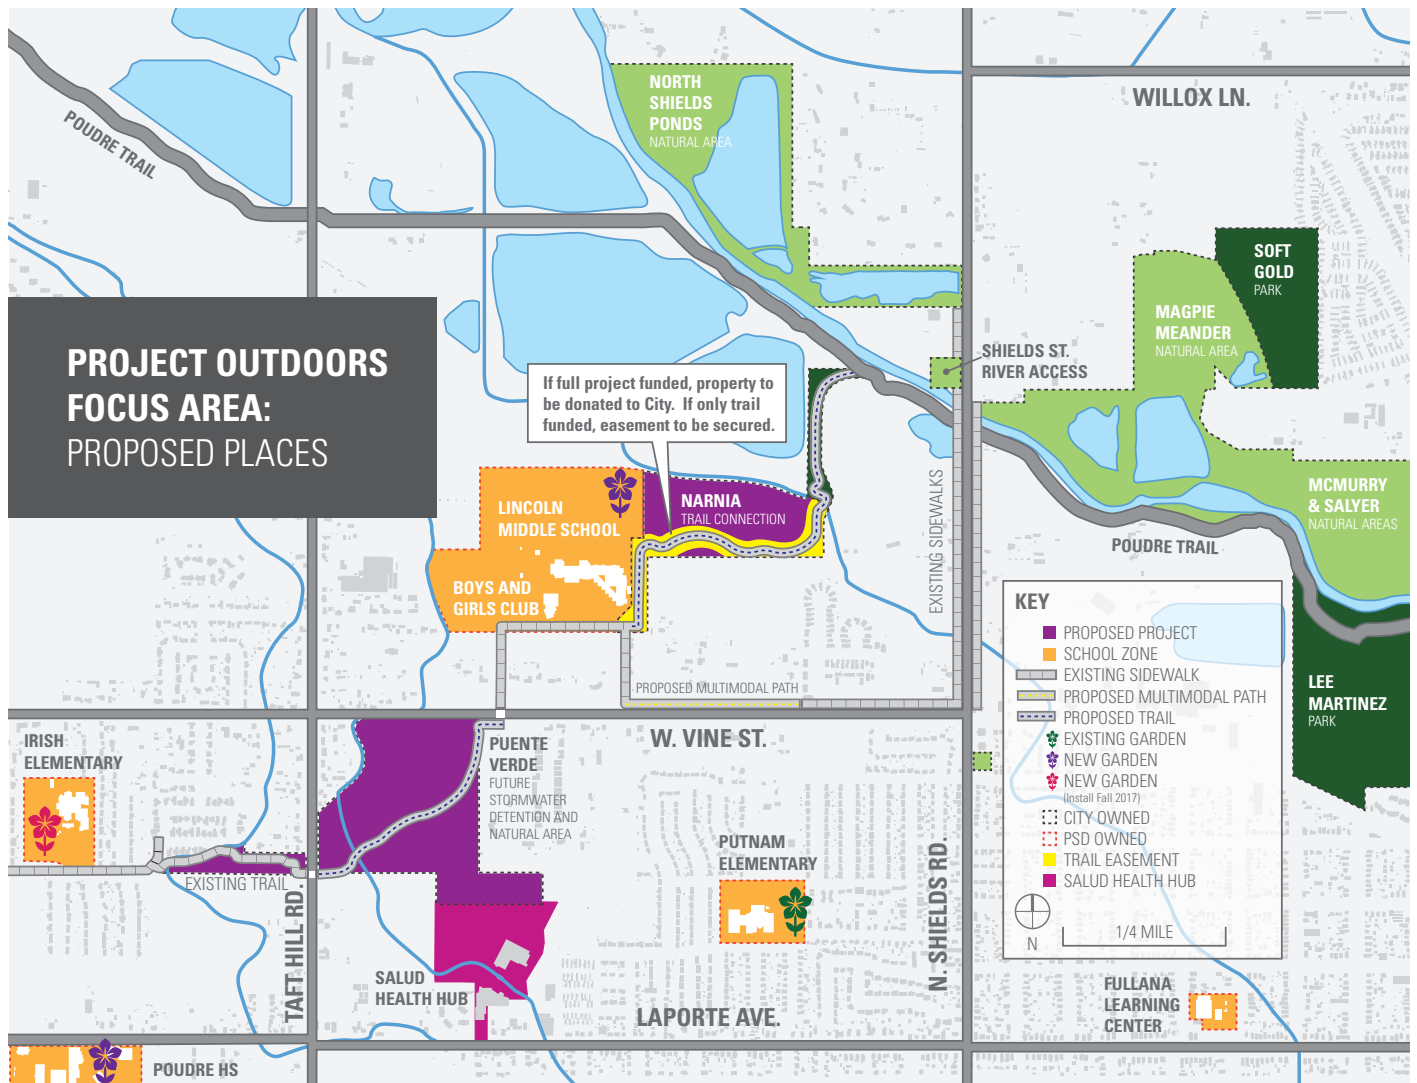 PROJECT OUTDOORS
FOCUS AREA:
PROPOSED PLACES
POUDRE TRAIL
NORTH
SHIELDS
PONDS
NATURAL AREA
WILLOX LN.
SOFT
GOLD
PARK
MAGPIE
MEANDER
NATURAL AREA
SHIELDS ST.
RIVER ACCESS
If full project funded, property to
be donated to City.  If only trail
funded, easement to be secured.
LINCOLN
MIDDLE SCHOOL
NARNIA
TRAIL CONNECTION
BOYS AND
GIRLS CLUB
EXISTING SIDEWALKS
MCMURRY
& SALYER
NATURAL AREAS
POUDRE TRAIL
PROPOSED MULTIMODAL PATH
LEE
MARTINEZ
PARK
KEY
PROPOSED PROJECT
SCHOOL ZONE
EXISTING SIDEWALK
PROPOSED MULTIMODAL PATH
PROPOSED TRAIL
EXISTING GARDEN
NEW GARDEN
NEW GARDEN
(Install Fall 2017)
CITY OWNED
PSD OWNED
TRAIL EASEMENT
SALUD HEALTH HUB
N
1/4 MILE
IRISH
ELEMENTARY
PUENTE
VERDE
FUTURE
STORMWATER
DETENTION AND
NATURAL AREA
W. VINE ST.
PUTNAM
ELEMENTARY
EXISTING TRAIL
TAFT HILL RD.
N. SHIELDS RD.
SALUD
HEALTH HUB
LAPORTE AVE.
FULLANA
LEARNING
CENTER
POUDRE HS